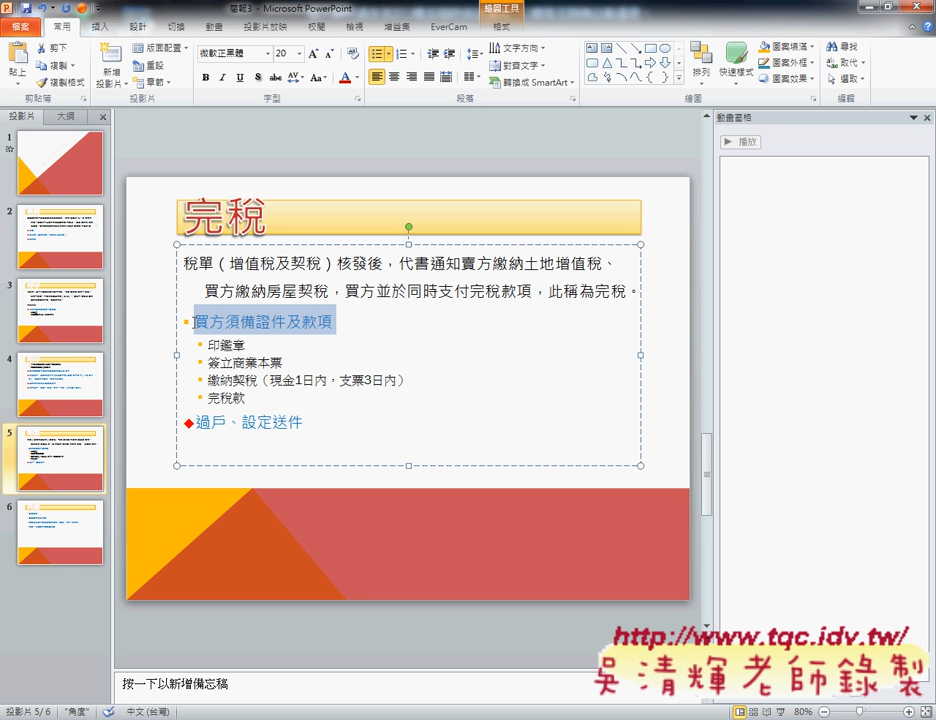 簡報3 - Microsoft PowerPoint
繪圖工具
檔案 常用 插入 設計 切換 動畫 投影片放映 校閱 檢視 增益集 EverCam 格式
貼上
剪下
複製
複製格式
剪貼簿
新增
投影片
版面配置
重設
章節
投影片
微軟正黑體 20
B I U S abc AV Aa A
字型
文字方向
對齊文字
轉換成 SmartArt
段落
排列
快速樣式
圖案填滿
圖案外框
圖案效果
繪圖
尋找
取代
選取
編輯
投影片 大綱
1
2
3
4
5
6
完稅
稅單(增值稅及契稅)核發後,代書通知賣方繳納土地增值稅、
買方繳納房屋契稅,買方並於同時支付完稅款項,此稱為完稅。
買方須備證件及款項
印鑑章
簽立商業本票
繳納契稅(現金1日內,支票3日內)
完稅款
過戶、設定送件
動畫窗格
播放
http://www.tqc.idv.tw/
吳清輝老師錄製
按一下以新增備忘稿
投影片 5/6 "角度" 中文(台灣) 80%